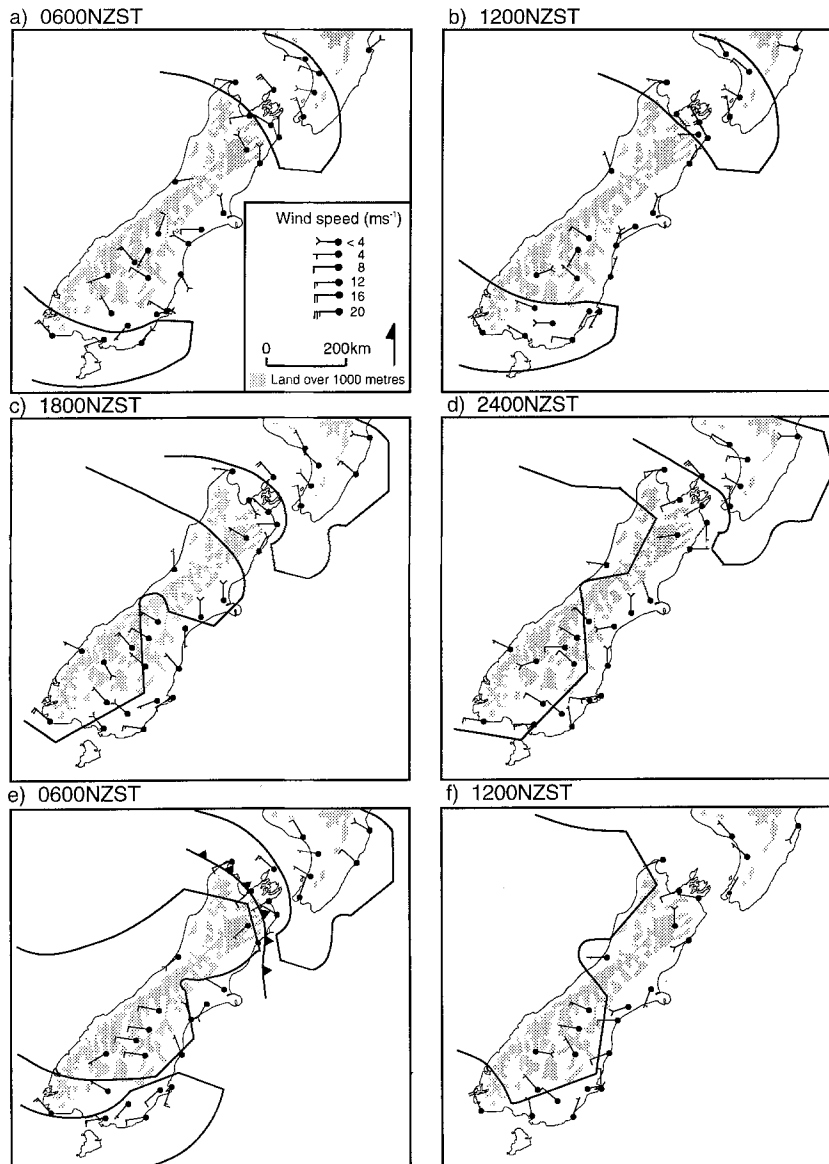 a) 0600NZST
b) 1200NZST
Wind speed (ms⁻¹)
< 4
4
8
12
16
20
0 200km
Land over 1000 metres
c) 1800NZST
d) 2400NZST
e) 0600NZST
f) 1200NZST